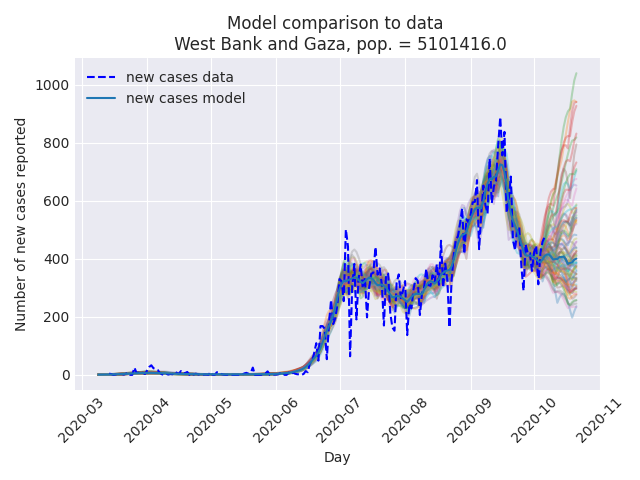 Model comparison to data
West Bank and Gaza, pop. = 5101416.0
new cases data
new cases model
Number of new cases reported
1000
800
600
400
200
0
2020-03
2020-04
2020-05
2020-06
2020-07
2020-08
2020-09
2020-10
2020-11
Day